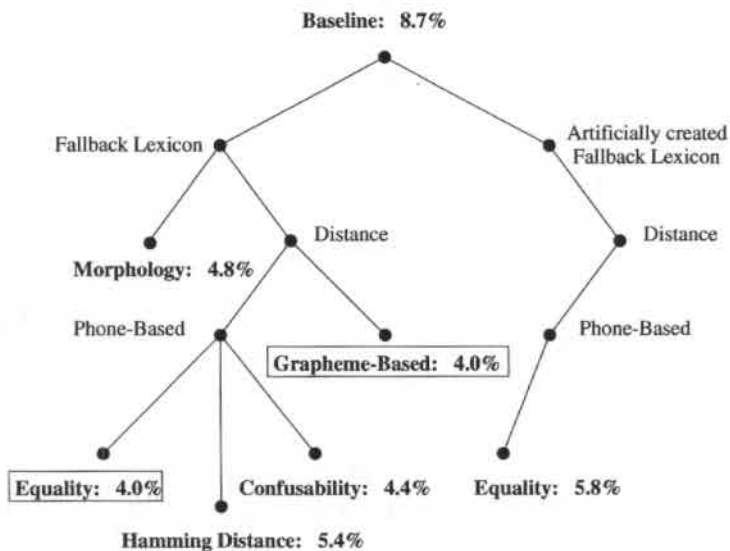 Baseline: 8.7%
Fallback Lexicon
Artificially created
Fallback Lexicon
Distance
Distance
Morphology: 4.8%
Phone-Based
Phone-Based
Grapheme-Based: 4.0%
Equality: 4.0%
Confusability: 4.4%
Equality: 5.8%
Hamming Distance: 5.4%